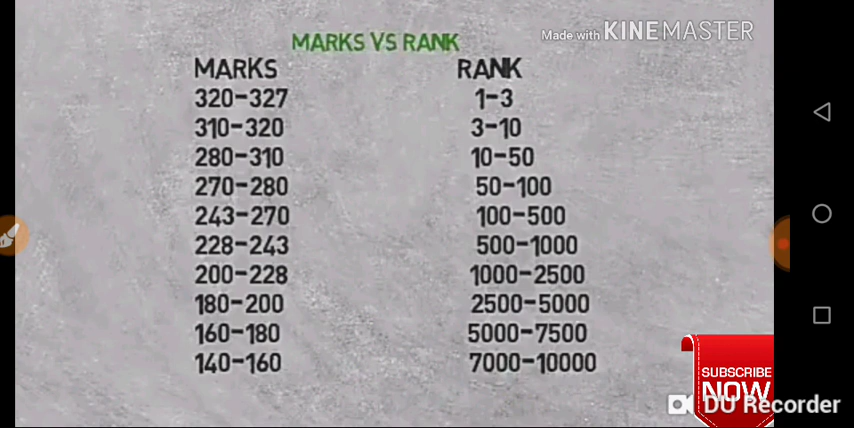 Made with KINEMASTER
MARKS VS RANK
MARKS RANK
320-327 1-3
310-320 3-10
280-310 10-50
270-280 50-100
243-270 100-500
228-243 500-1000
200-228 1000-2500
180-200 2500-5000
160-180 5000-7500
140-160 7000-10000
SUBSCRIBE
NOW
DU Recorder